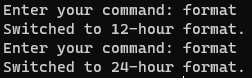 Enter your command: format
Switched to 12-hour format.
Enter your command: format
Switched to 24-hour format.